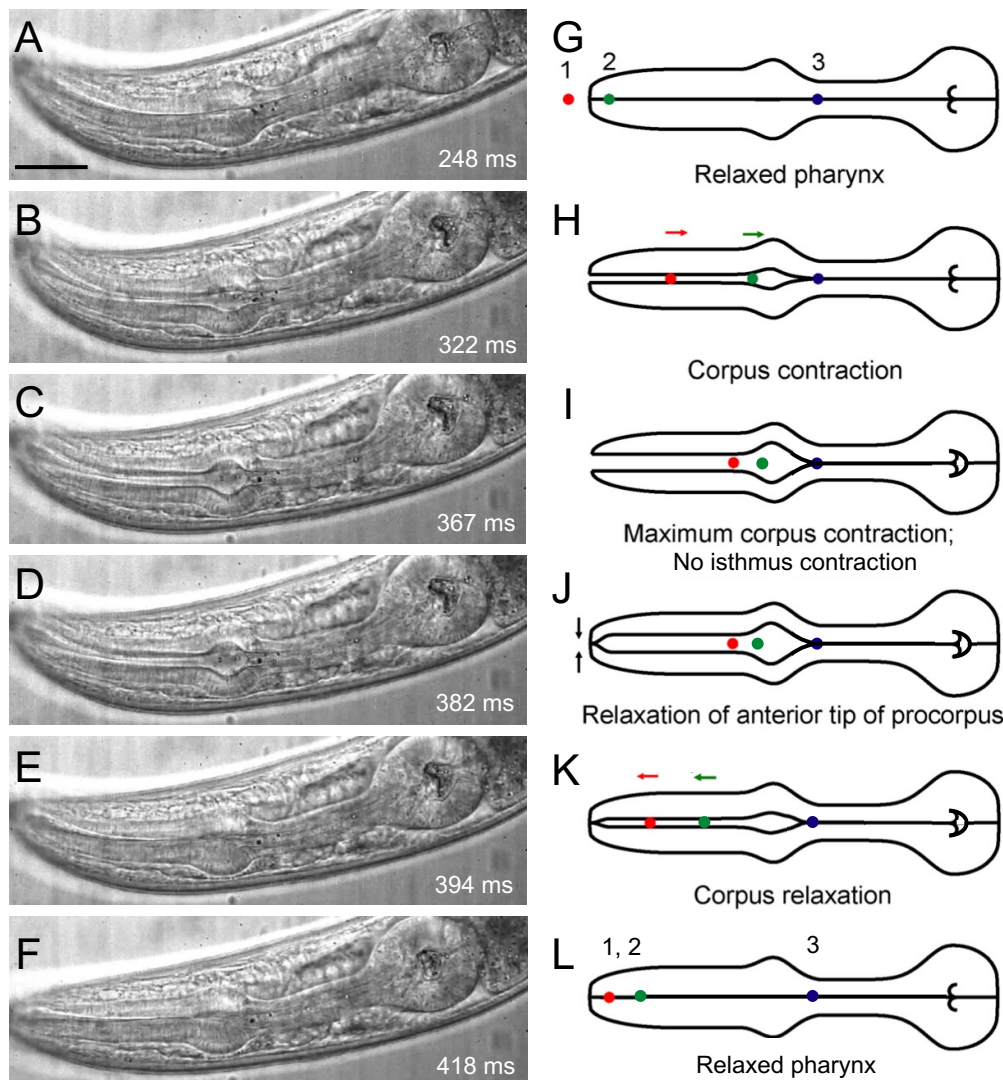 A
248 ms
B
322 ms
C
367 ms
D
382 ms
E
394 ms
F
418 ms
G
1 2 3
Relaxed pharynx
H
Corpus contraction
I
Maximum corpus contraction;
No isthmus contraction
J
Relaxation of anterior tip of procorpus
K
Corpus relaxation
L
1, 2 3
Relaxed pharynx